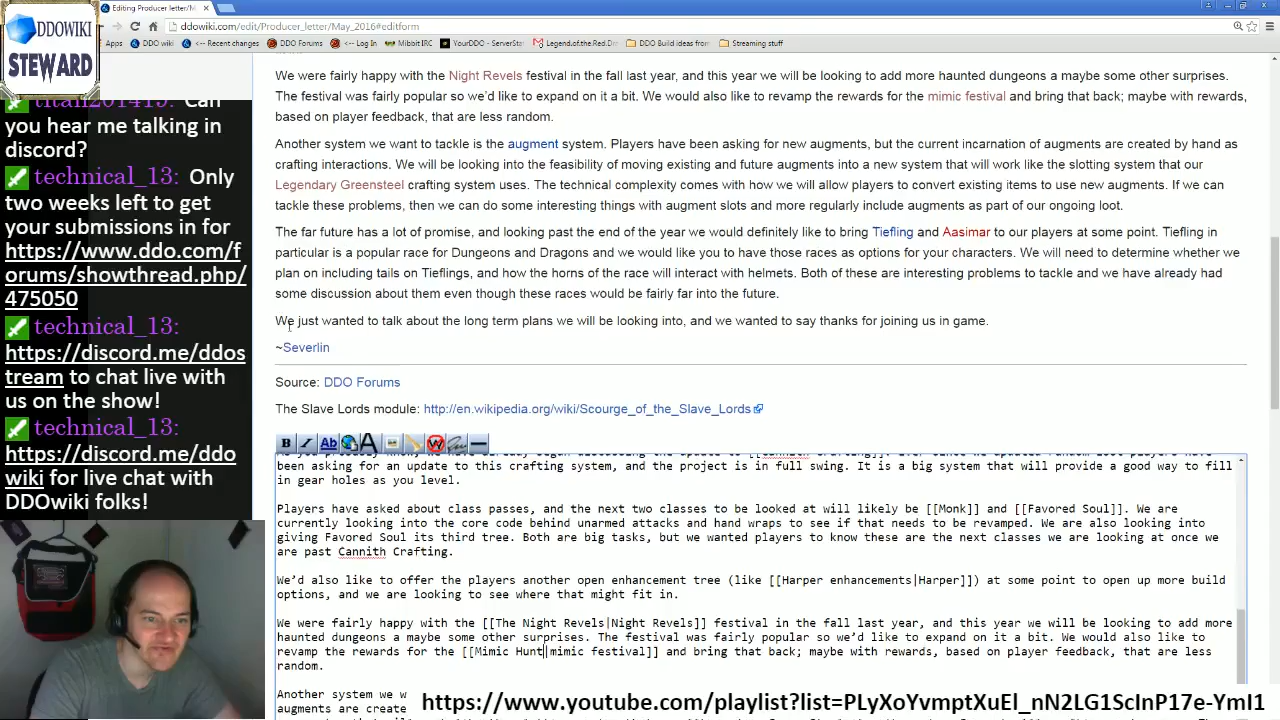 Editing Producer letter/May_2016 ×
ddowiki.com/edit/Producer_letter/May_2016#editform
Apps DDO wiki <-- Recent changes DDO Forums <-- Log In Mibbit IRC YourDDO - ServerSt Legend.of.the.Red.Dr DDO Build ideas from Streaming stuff
DDOWIKI
STEWARD
titan201415: Can
you hear me talking in
discord?
technical_13: Only
two weeks left to get
your submissions in for
https://www.ddo.com/f
orums/showthread.php/
475050
technical_13:
https://discord.me/ddos
tream to chat live with
us on the show!
technical_13:
https://discord.me/ddo
wiki for live chat with
DDOwiki folks!
We were fairly happy with the Night Revels festival in the fall last year, and this year we will be looking to add more haunted dungeons a maybe some other surprises.
The festival was fairly popular so we'd like to expand on it a bit. We would also like to revamp the rewards for the mimic festival and bring that back; maybe with rewards,
based on player feedback, that are less random.
Another system we want to tackle is the augment system. Players have been asking for new augments, but the current incarnation of augments are created by hand as
crafting interactions. We will be looking into the feasibility of moving existing and future augments into a new system that will work like the slotting system that our
Legendary Greensteel crafting system uses. The technical complexity comes with how we will allow players to convert existing items to use new augments. If we can
tackle these problems, then we can do some interesting things with augment slots and more regularly include augments as part of our ongoing loot.
The far future has a lot of promise, and looking past the end of the year we would definitely like to bring Tiefling and Aasimar to our players at some point. Tiefling in
particular is a popular race for Dungeons and Dragons and we would like you to have those races as options for your characters. We will need to determine whether we
plan on including tails on Tieflings, and how the horns of the race will interact with helmets. Both of these are interesting problems to tackle and we have already had
some discussion about them even though these races would be fairly far into the future.
We just wanted to talk about the long term plans we will be looking into, and we wanted to say thanks for joining us in game.
~Severlin
Source: DDO Forums
The Slave Lords module: http://en.wikipedia.org/wiki/Scourge_of_the_Slave_Lords
B I Ab A W
been asking for an update to this crafting system, and the project is in full swing. It is a big system that will provide a good way to fill
in gear holes as you level.
Players have asked about class passes, and the next two classes to be looked at will likely be [[Monk]] and [[Favored Soul]]. We are
currently looking into the core code behind unarmed attacks and hand wraps to see if that needs to be revamped. We are also looking into
giving Favored Soul its third tree. Both are big tasks, but we wanted players to know these are the next classes we are looking at once we
are past Cannith Crafting.
We'd also like to offer the players another open enhancement tree (like [[Harper enhancements|Harper]]) at some point to open up more build
options, and we are looking to see where that might fit in.
We were fairly happy with the [[The Night Revels|Night Revels]] festival in the fall last year, and this year we will be looking to add more
haunted dungeons a maybe some other surprises. The festival was fairly popular so we'd like to expand on it a bit. We would also like to
revamp the rewards for the [[Mimic Hunt|mimic festival]] and bring that back; maybe with rewards, based on player feedback, that are less
random.
Another system we w
augments are create
https://www.youtube.com/playlist?list=PLyXoYvmptXuEl_nN2LG1ScInP17e-YmI1